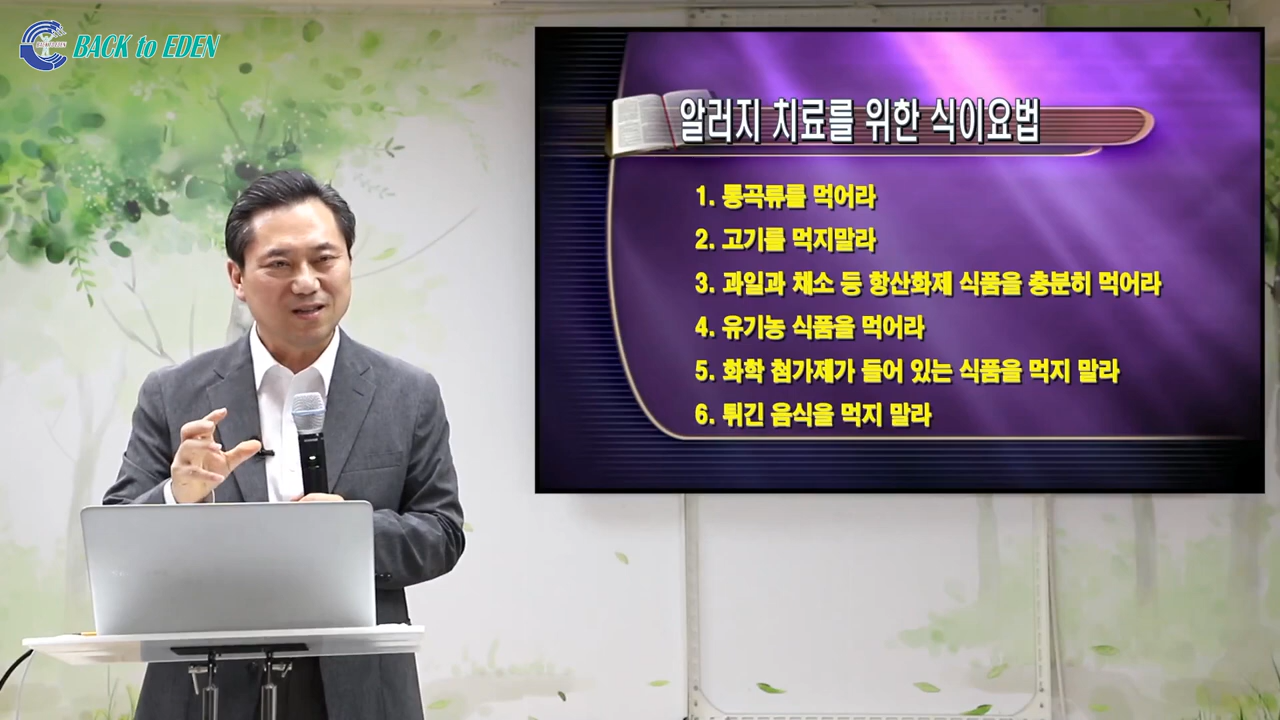 BACK to EDEN
알러지 치료를 위한 식이요법
1. 통곡류를 먹어라
2. 고기를 먹지말라
3. 과일과 채소 등 항산화제 식품을 충분히 먹어라
4. 유기농 식품을 먹어라
5. 화학 첨가제가 들어 있는 식품을 먹지 말라
6. 튀긴 음식을 먹지 말라